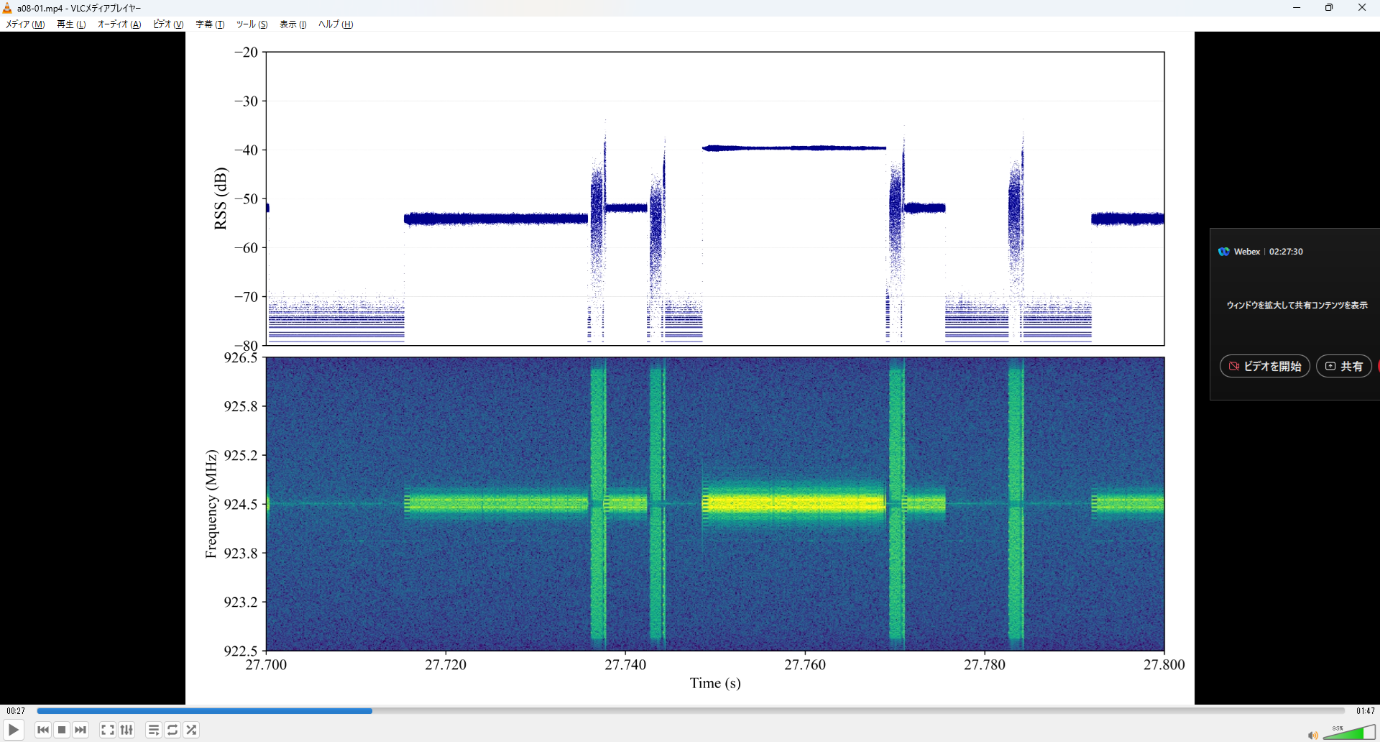 a08-01.mp4 - VLCメディアプレイヤー
メディア(M) 再生(L) オーディオ(A) ビデオ(V) 字幕(T) ツール(S) 表示(I) ヘルプ(H)
−20
−30
−40
−50
−60
−70
−80
RSS (dB)
926.5
925.8
925.2
924.5
923.8
923.2
922.5
Frequency (MHz)
27.700 27.720 27.740 27.760 27.780 27.800
Time (s)
Webex | 02:27:30
ウィンドウを拡大して共有コンテンツを表示
ビデオを開始 共有
00:27 01:47
95%